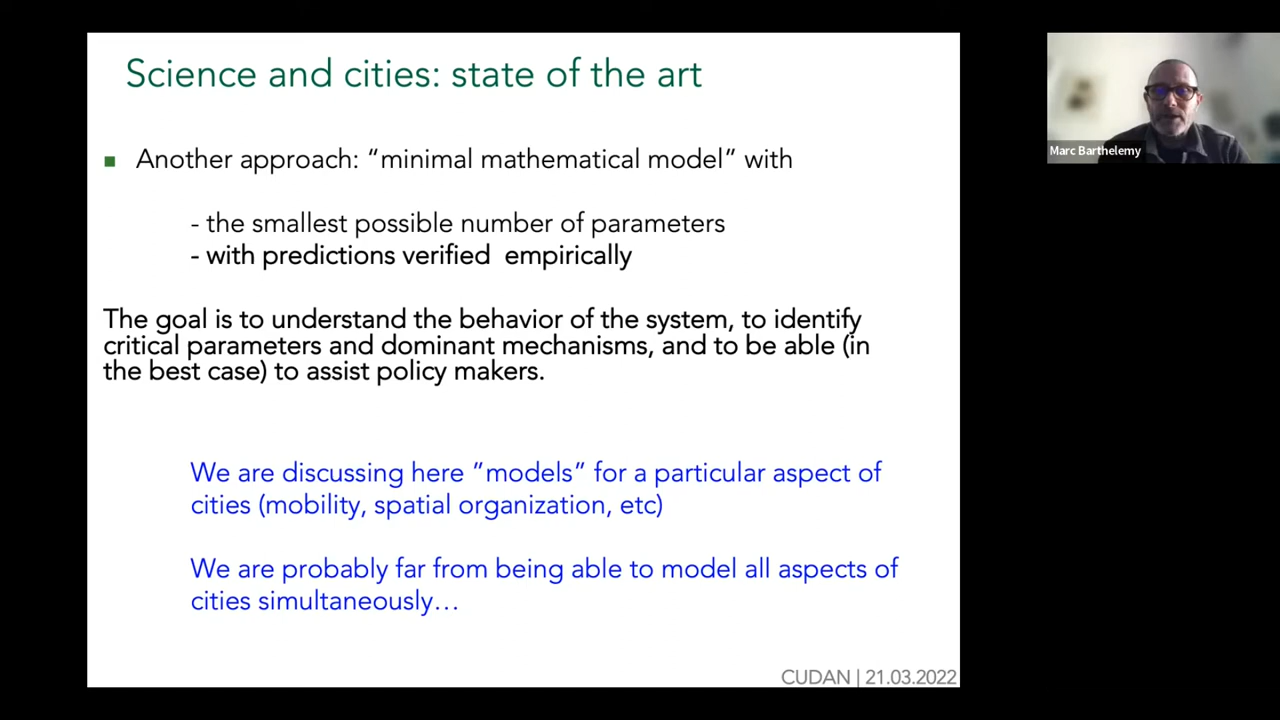 Science and cities: state of the art
Another approach: “minimal mathematical model” with
- the smallest possible number of parameters
- with predictions verified empirically
The goal is to understand the behavior of the system, to identify
critical parameters and dominant mechanisms, and to be able (in
the best case) to assist policy makers.
We are discussing here ”models” for a particular aspect of
cities (mobility, spatial organization, etc)
We are probably far from being able to model all aspects of
cities simultaneously…
CUDAN | 21.03.2022
Marc Barthelemy